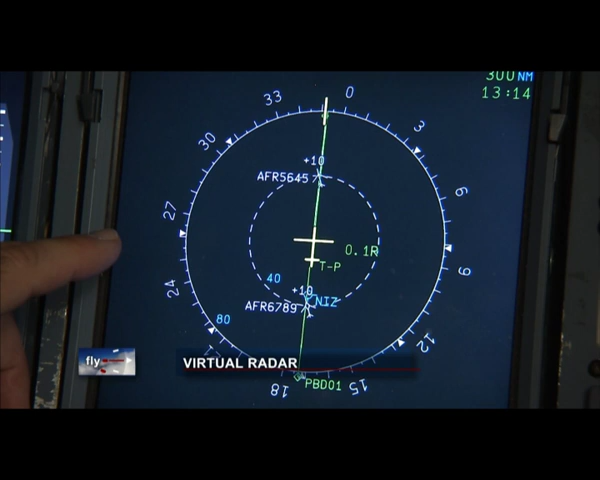 300NM
13:14
33
0
3
30
+10
AFR5645
6
27
0.1R
T-P
9
40
24
+10
NIZ
AFR6789
80
12
fly
VIRTUAL RADAR
PBD01
18
15